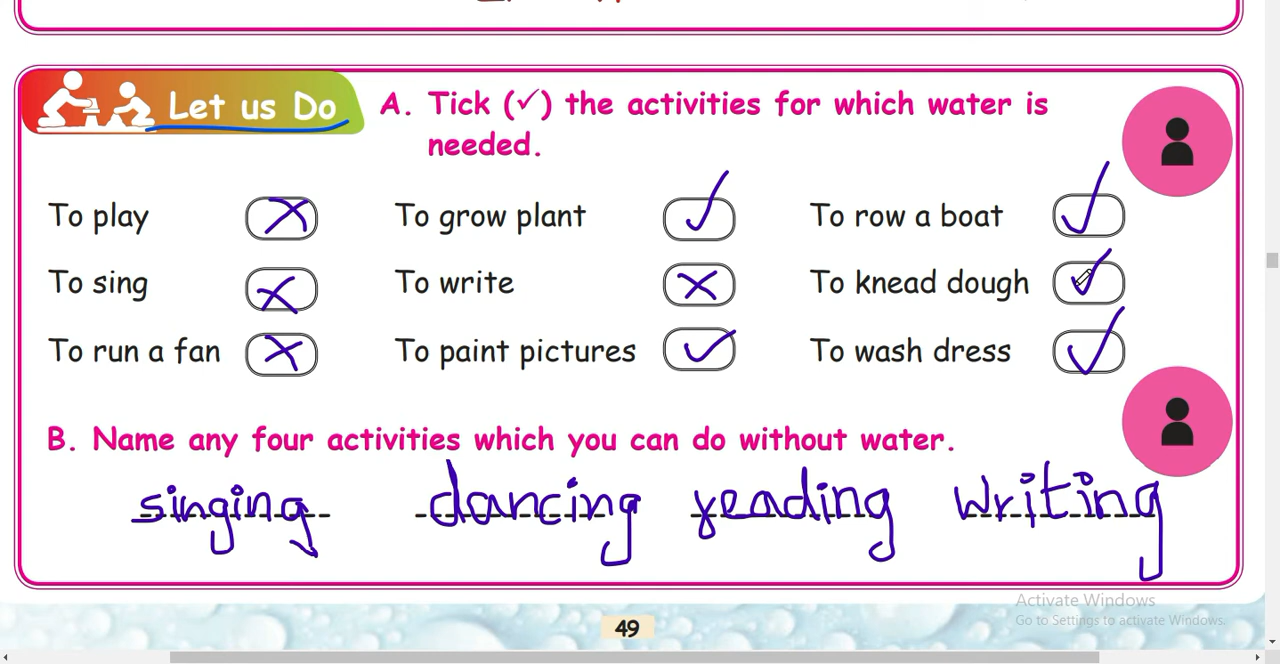 Let us Do
A. Tick (✓) the activities for which water is
needed.
To play ✗ To grow plant ✓ To row a boat ✓
To sing ✗ To write ✗ To knead dough ✓
To run a fan ✗ To paint pictures ✓ To wash dress ✓
B. Name any four activities which you can do without water.
singing dancing reading writing
Activate Windows
Go to Settings to activate Windows.
49